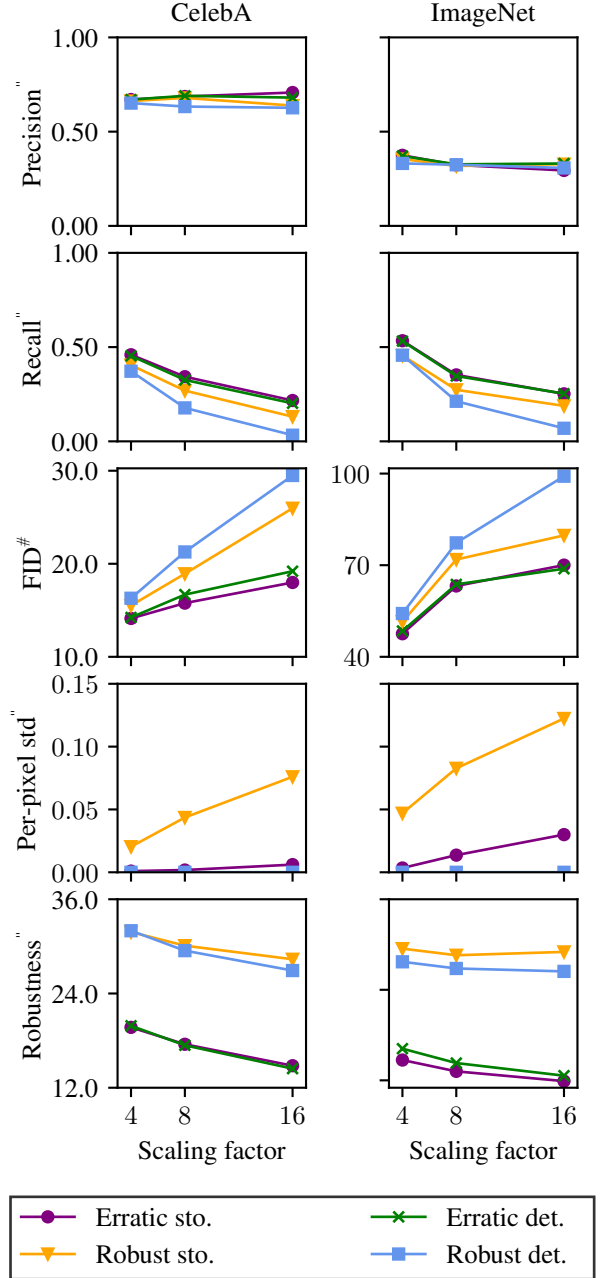 CelebA ImageNet
1.00
Precision"
0.50
0.00
1.00
Recall"
0.50
0.00
30.0 100
FID#
20.0 70
10.0 40
0.15
Per-pixel std"
0.10
0.05
0.00
36.0
Robustness"
24.0
12.0
4 8 16 4 8 16
Scaling factor Scaling factor
Erratic sto. Erratic det.
Robust sto. Robust det.